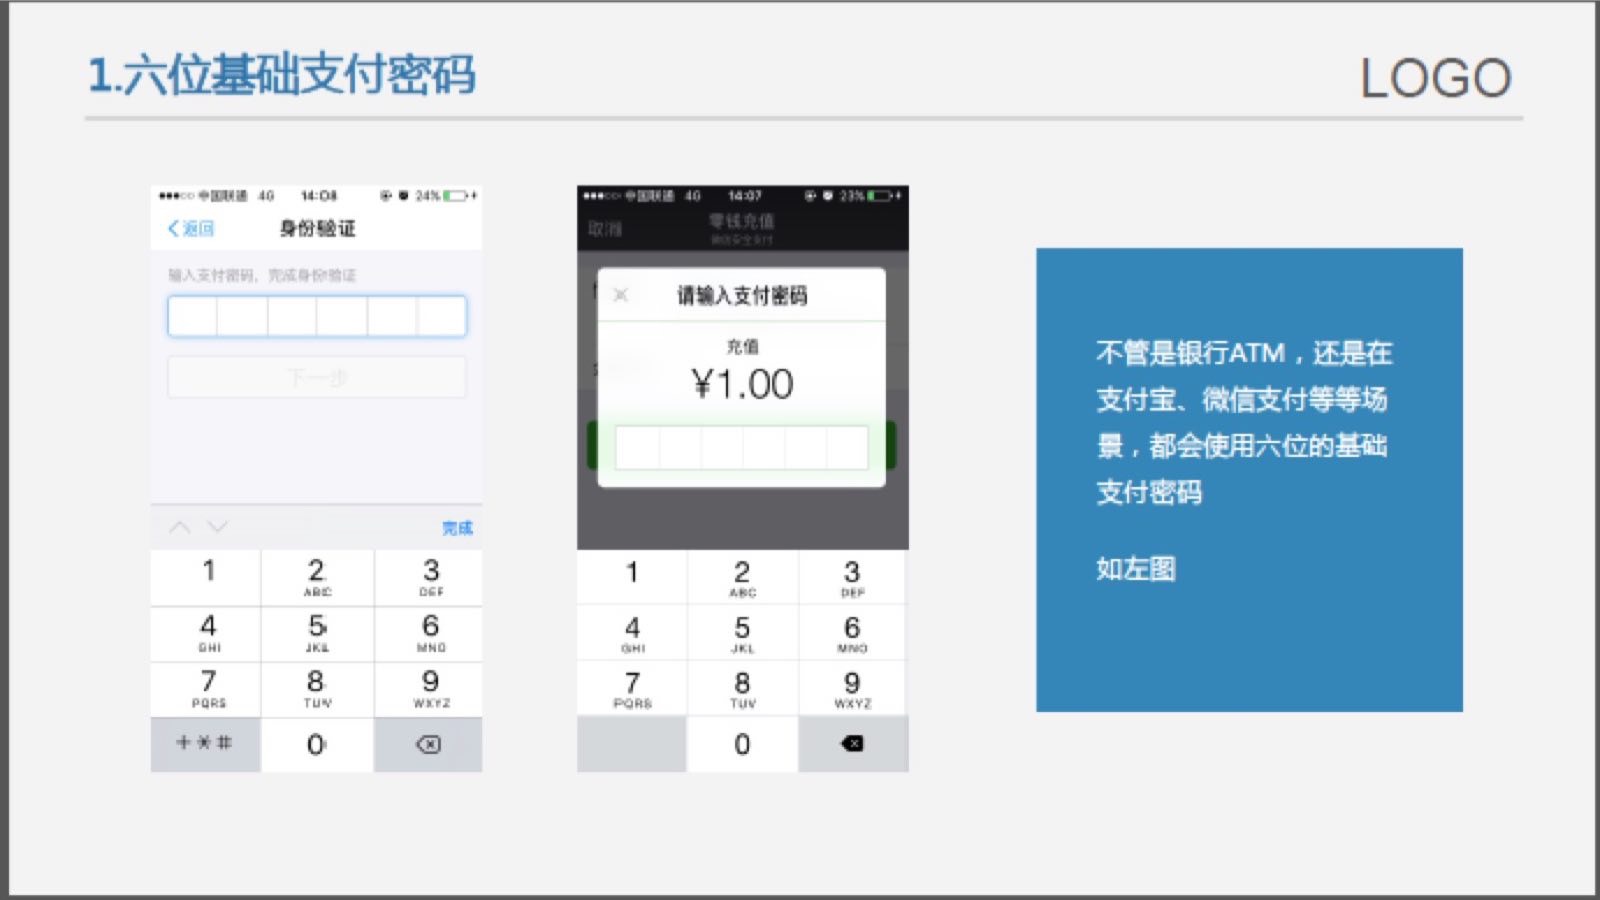 1.六位基础支付密码
LOGO
中国联通 4G 14:08 24%
返回 身份验证
输入支付密码，完成身份验证
下一步
完成
1 2 3
ABC DEF
4 5 6
GHI JKL MNO
7 8 9
PQRS TUV WXYZ
+*# 0
中国联通 4G 14:07 23%
取消 零钱充值
微信安全支付
请输入支付密码
充值
¥1.00
1 2 3
ABC DEF
4 5 6
GHI JKL MNO
7 8 9
PQRS TUV WXYZ
0
不管是银行ATM，还是在
支付宝、微信支付等等场
景，都会使用六位的基础
支付密码
如左图